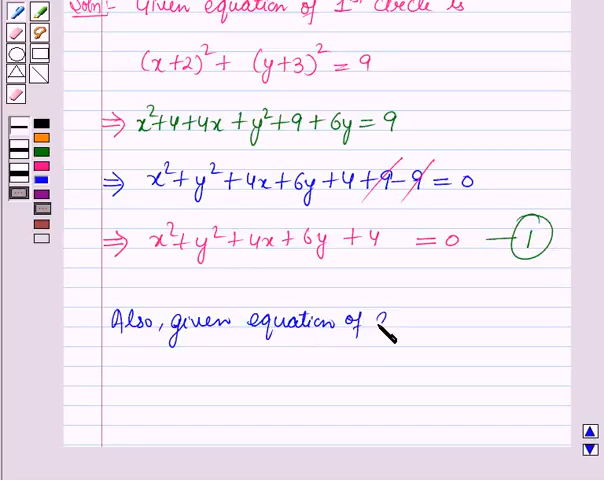 Soln:- Given equation of 1st circle is
(x+2)² + (y+3)² = 9
⇒ x²+4+4x+y²+9+6y=9
⇒ x²+y²+4x+6y+4+9-9=0
⇒ x²+y²+4x+6y+4 =0 —1
Also, given equation of 2